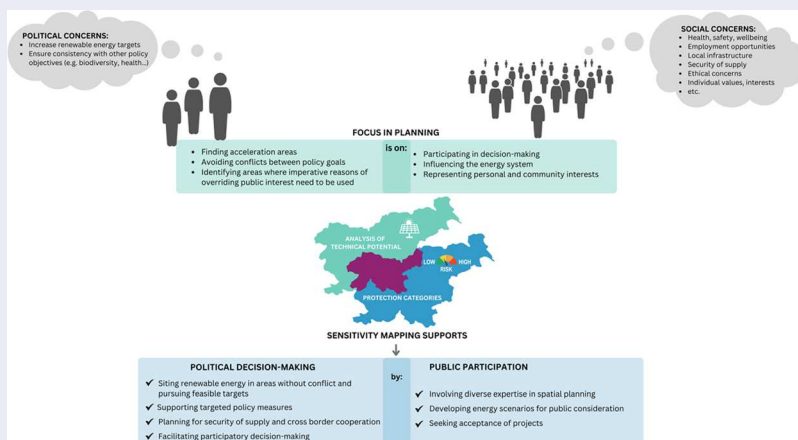 POLITICAL CONCERNS:
• Increase renewable energy targets
• Ensure consistency with other policy
objectives (e.g. biodiversity, health...)
SOCIAL CONCERNS:
• Health, safety, wellbeing
• Employment opportunities
• Local infrastructure
• Security of supply
• Ethical concerns
• Individual values, interests
• etc.
FOCUS IN PLANNING
is on:
• Finding acceleration areas
• Avoiding conflicts between policy goals
• Identifying areas where imperative reasons of
overriding public interest need to be used
• Participating in decision-making
• Influencing the energy system
• Representing personal and community interests
ANALYSIS OF
TECHNICAL POTENTIAL
LOW
HIGH
RISK
PROTECTION CATEGORIES
SENSITIVITY MAPPING SUPPORTS
POLITICAL DECISION-MAKING
by:
✓ Siting renewable energy in areas without conflict and
pursuing feasible targets
✓ Supporting targeted policy measures
✓ Planning for security of supply and cross border cooperation
✓ Facilitating participatory decision-making
PUBLIC PARTICIPATION
✓ Involving diverse expertise in spatial planning
✓ Developing energy scenarios for public consideration
✓ Seeking acceptance of projects